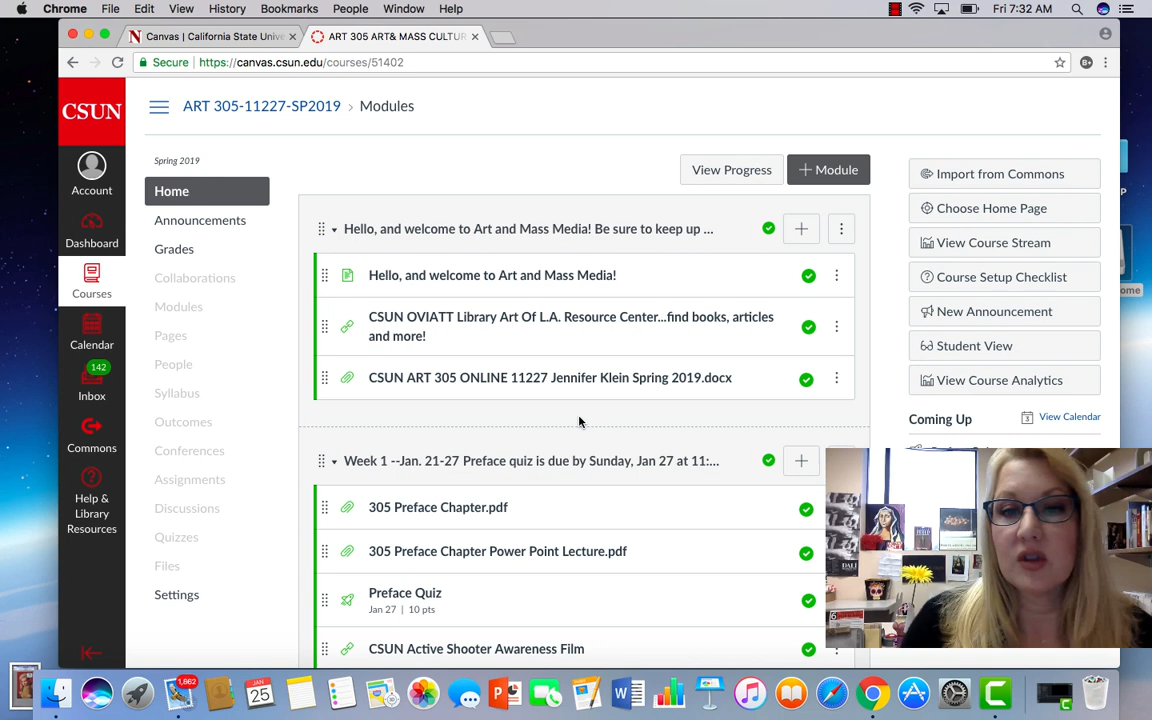 Chrome File Edit View History Bookmarks People Window Help Fri 7:32 AM
Canvas | California State Unive
ART 305 ART& MASS CULTUR
Secure | https://canvas.csun.edu/courses/51402
CSUN
Account
Dashboard
Courses
Calendar
142
Inbox
Commons
Help &
Library
Resources
ART 305-11227-SP2019 › Modules
Spring 2019
Home
Announcements
Grades
Collaborations
Modules
Pages
People
Syllabus
Outcomes
Conferences
Assignments
Discussions
Quizzes
Files
Settings
View Progress
+ Module
Hello, and welcome to Art and Mass Media! Be sure to keep up ...
Hello, and welcome to Art and Mass Media!
CSUN OVIATT Library Art Of L.A. Resource Center...find books, articles
and more!
CSUN ART 305 ONLINE 11227 Jennifer Klein Spring 2019.docx
Week 1 --Jan. 21-27 Preface quiz is due by Sunday, Jan 27 at 11:...
305 Preface Chapter.pdf
305 Preface Chapter Power Point Lecture.pdf
Preface Quiz
Jan 27 | 10 pts
CSUN Active Shooter Awareness Film
Import from Commons
Choose Home Page
View Course Stream
Course Setup Checklist
New Announcement
Student View
View Course Analytics
Coming Up
3 View Calendar
DALI
1,662
JAN
25